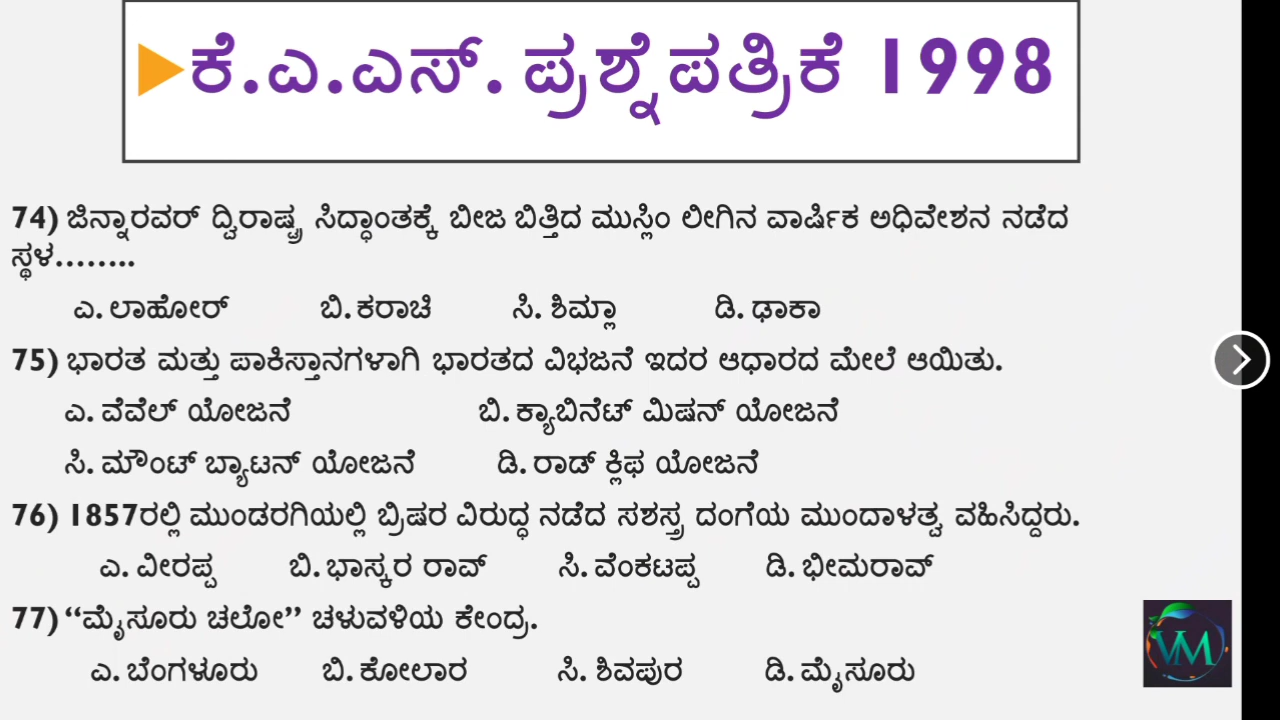 ಕೆ.ಎ.ಎಸ್. ಪ್ರಶ್ನೆಪತ್ರಿಕೆ 1998
74) ಜಿನ್ನಾರವರ್ ದ್ವಿರಾಷ್ಟ್ರ ಸಿದ್ಧಾಂತಕ್ಕೆ ಬೀಜ ಬಿತ್ತಿದ ಮುಸ್ಲಿಂ ಲೀಗಿನ ವಾರ್ಷಿಕ ಅಧಿವೇಶನ ನಡೆದ
ಸ್ಥಳ……..
ಎ. ಲಾಹೋರ್ ಬಿ. ಕರಾಚಿ ಸಿ. ಶಿಮ್ಲಾ ಡಿ. ಢಾಕಾ
75) ಭಾರತ ಮತ್ತು ಪಾಕಿಸ್ತಾನಗಳಾಗಿ ಭಾರತದ ವಿಭಜನೆ ಇದರ ಆಧಾರದ ಮೇಲೆ ಆಯಿತು.
ಎ. ವೆವೆಲ್ ಯೋಜನೆ ಬಿ. ಕ್ಯಾಬಿನೆಟ್ ಮಿಷನ್ ಯೋಜನೆ
ಸಿ. ಮೌಂಟ್ ಬ್ಯಾಟನ್ ಯೋಜನೆ ಡಿ. ರಾಡ್ ಕ್ಲಿಫ ಯೋಜನೆ
76) 1857ರಲ್ಲಿ ಮುಂಡರಗಿಯಲ್ಲಿ ಬ್ರಿಷರ ವಿರುದ್ಧ ನಡೆದ ಸಶಸ್ತ್ರ ದಂಗೆಯ ಮುಂದಾಳತ್ವ ವಹಿಸಿದ್ದರು.
ಎ. ವೀರಪ್ಪ ಬಿ. ಭಾಸ್ಕರ ರಾವ್ ಸಿ. ವೆಂಕಟಪ್ಪ ಡಿ. ಭೀಮರಾವ್
77) “ಮೈಸೂರು ಚಲೋ” ಚಳುವಳಿಯ ಕೇಂದ್ರ.
ಎ. ಬೆಂಗಳೂರು ಬಿ. ಕೋಲಾರ ಸಿ. ಶಿವಪುರ ಡಿ. ಮೈಸೂರು
VM